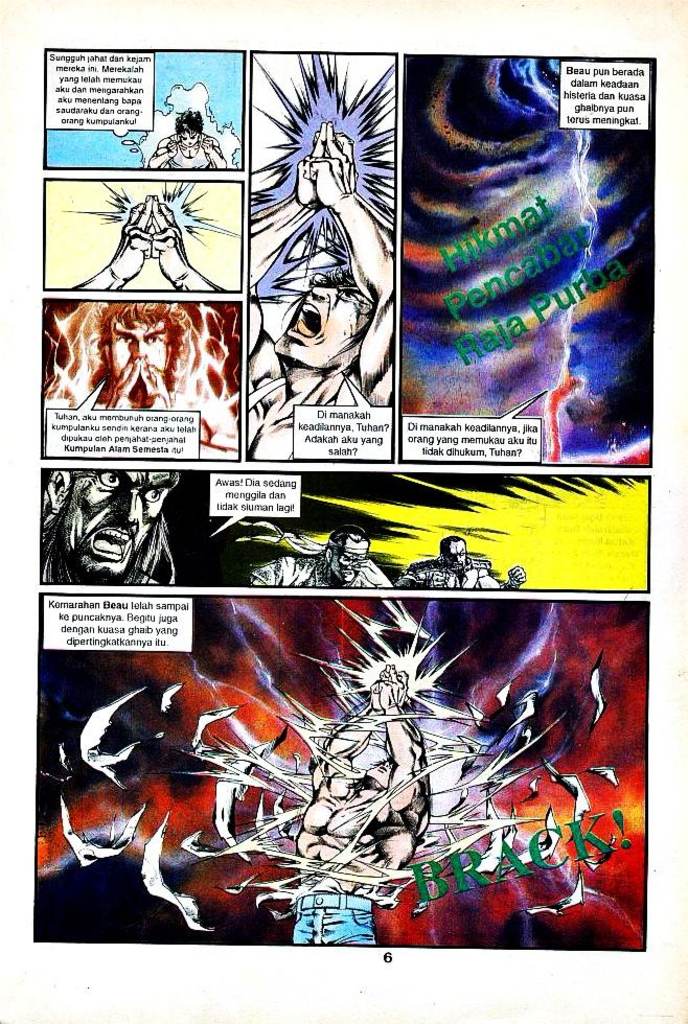 Sungguh jahat dan kejam
mereka ini. Merekalah
yang telah memukau
aku dan mengarahkan
aku menentang bapa
saudaraku dan orang-
orang kumpulanku!
Tuhan, aku membunuh orang-orang
kumpulanku sendiri kerana aku telah
dipukau oleh penjahat-penjahat
Kumpulan Alam Semesta itu!
Di manakah
keadilannya, Tuhan?
Adakah aku yang
salah?
Beau pun berada
dalam keadaan
histeria dan kuasa
ghaibnya pun
terus meningkat.
Hikmat
Pencabar
Raja Purba
Di manakah keadilannya, jika
orang yang memukau aku itu
tidak dihukum, Tuhan?
Awas! Dia sedang
menggila dan
tidak siuman lagi!
Kemarahan Beau telah sampai
ke puncaknya. Begitu juga
dengan kuasa ghaib yang
dipertingkatkannya itu.
BRACK!
6